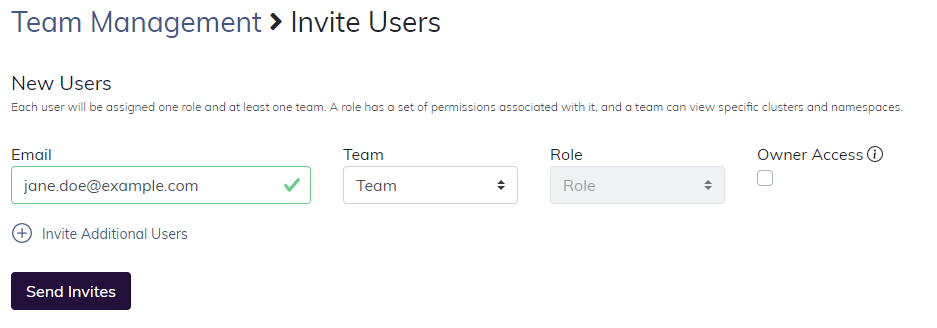 Team Management > Invite Users
New Users
Each user will be assigned one role and at least one team. A role has a set of permissions associated with it, and a team can view specific clusters and namespaces.
Email Team Role Owner Access
jane.doe@example.com Team Role
Invite Additional Users
Send Invites